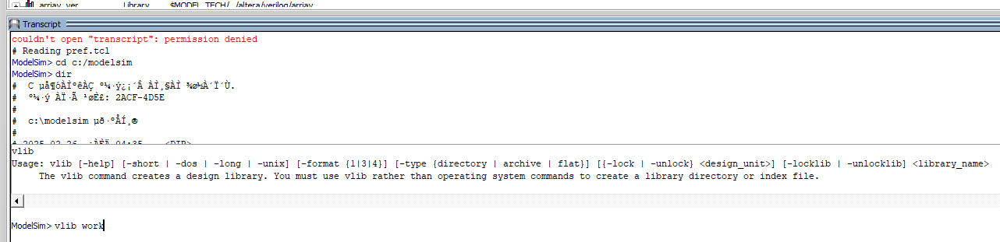 array_ver Library $MODEL_TECH/../altera/verilog/arriav
Transcript
couldn't open "transcript": permission denied
# Reading pref.tcl
ModelSim> cd c:/modelsim
ModelSim> dir
#  C µå¶óÀÌºêÀÇ º¼·ý¿¡´Â ÀÌ¸§ÀÌ ¾ø½À´Ï´Ù.
#  º¼·ý ÀÏ·Ã ¹øÈ£: 2ACF-4D5E
#
#  c:\modelsim µð·ºÅÍ¸®
#
# 2025-02-26 ¿ÀÈÄ 04:35 <DIR>
vlib
Usage: vlib [-help] [-short | -dos | -long | -unix] [-format {1|3|4}] [-type {directory | archive | flat}] [{-lock | -unlock} <design_unit>] [-locklib | -unlocklib] <library_name>
The vlib command creates a design library. You must use vlib rather than operating system commands to create a library directory or index file.
ModelSim> vlib work